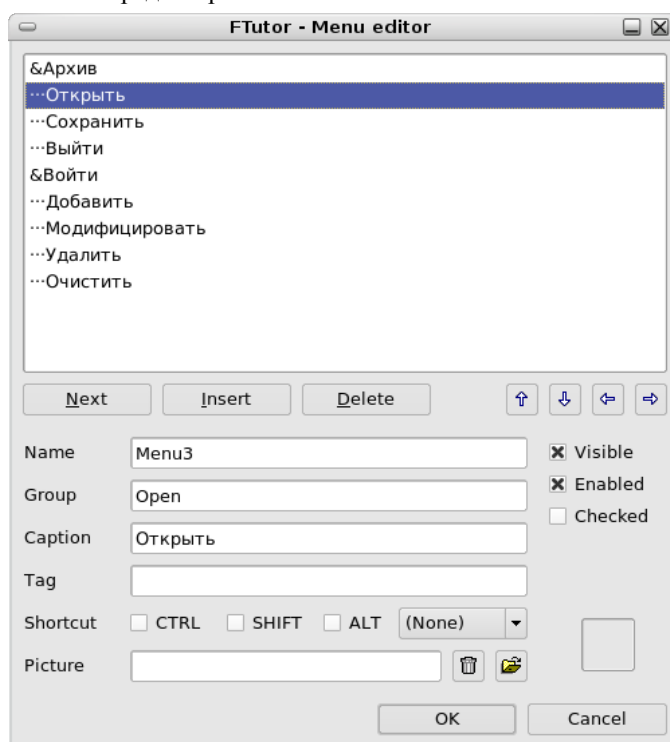 FTutor - Menu editor
&Архив
···Открыть
···Сохранить
···Выйти
&Войти
···Добавить
···Модифицировать
···Удалить
···Очистить
Next Insert Delete
Name Menu3 Visible
Group Open Enabled
Checked
Caption Открыть
Tag
Shortcut CTRL SHIFT ALT (None)
Picture
OK Cancel